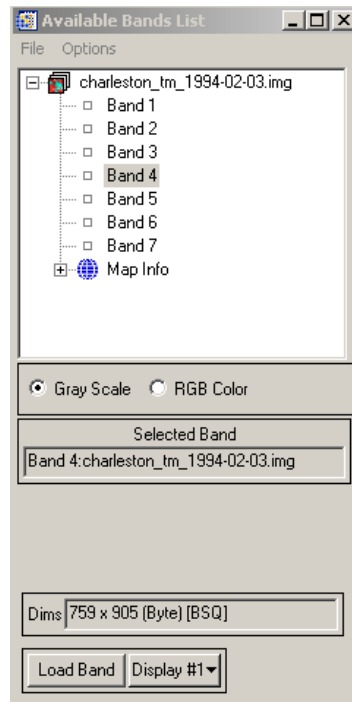 Available Bands List
File Options
charleston_tm_1994-02-03.img
Band 1
Band 2
Band 3
Band 4
Band 5
Band 6
Band 7
Map Info
Gray Scale RGB Color
Selected Band
Band 4:charleston_tm_1994-02-03.img
Dims 759 x 905 (Byte) [BSQ]
Load Band Display #1